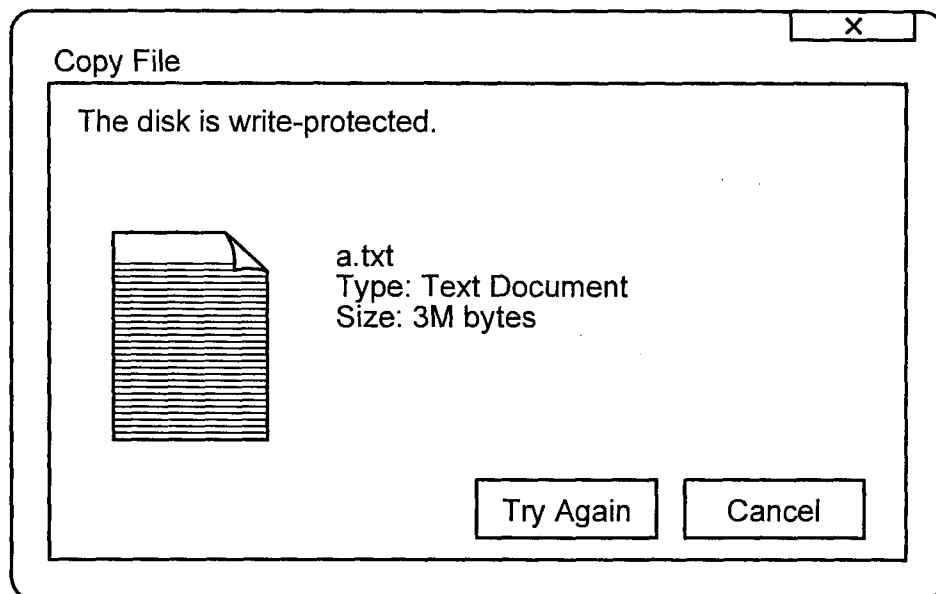 X
Copy File
The disk is write-protected.
a.txt
Type: Text Document
Size: 3M bytes
Try Again
Cancel